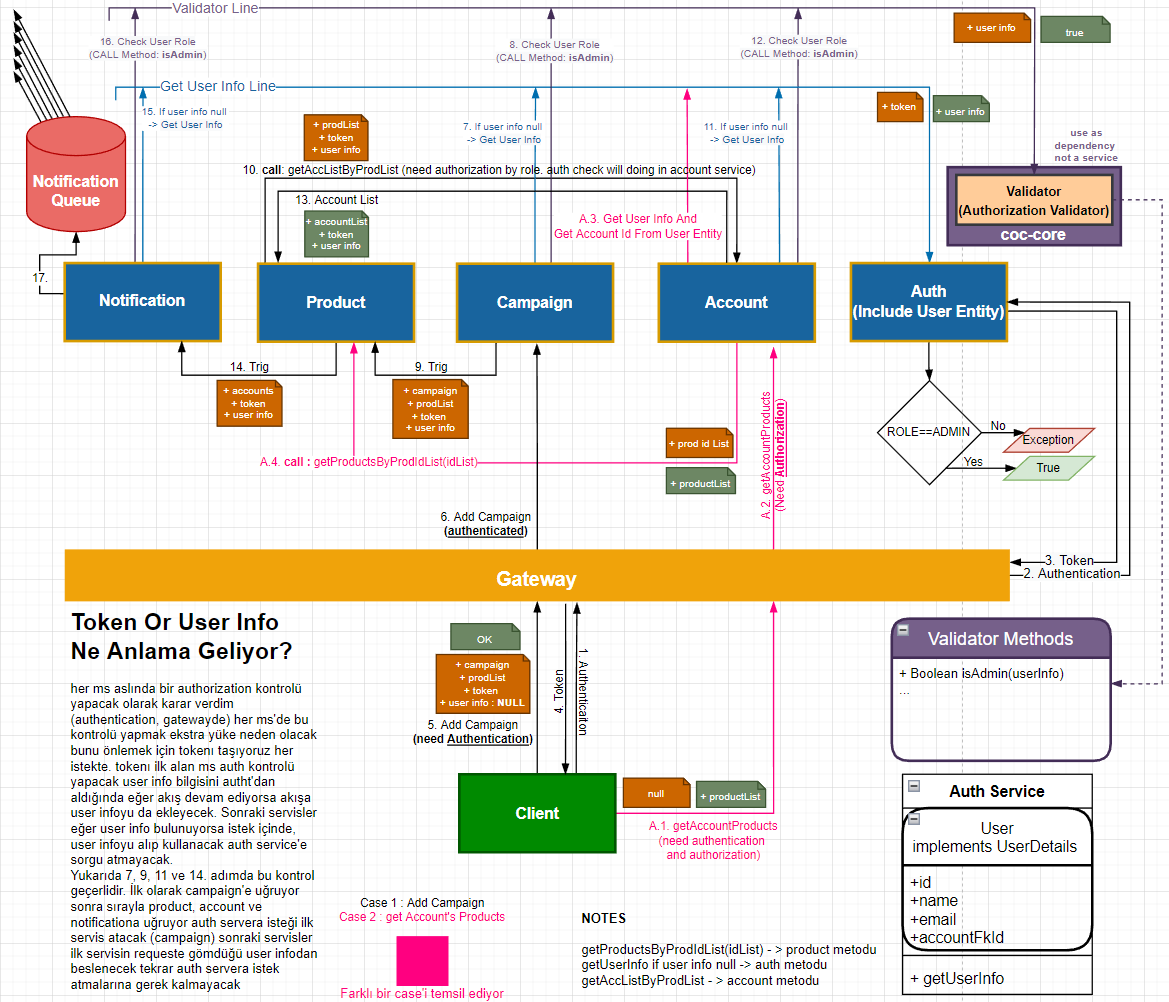 Validator Line
16. Check User Role
(CALL Method: isAdmin)
8. Check User Role
(CALL Method: isAdmin)
12. Check User Role
(CALL Method: isAdmin)
+ user info
true
Get User Info Line
15. If user info null
-> Get User Info
7. If user info null
-> Get User Info
11. If user info null
-> Get User Info
+ token
+ user info
+ prodList
+ token
+ user info
use as
dependency
not a service
10. call: getAccListByProdList (need authorization by role. auth check will doing in account service)
Notification
Queue
13. Account List
+ accountList
+ token
+ user info
A.3. Get User Info And
Get Account Id From User Entity
Validator
(Authorization Validator)
coc-core
17.
Notification
Product
Campaign
Account
Auth
(Include User Entity)
14. Trig
9. Trig
+ accounts
+ token
+ user info
+ campaign
+ prodList
+ token
+ user info
A.2. getAccountProducts
(Need Authorization)
+ prod id List
+ productList
A.4. call : getProductsByProdIdList(idList)
ROLE==ADMIN
No
Exception
Yes
True
6. Add Campaign
(authenticated)
3. Token
2. Authentication
Gateway
Token Or User Info
Ne Anlama Geliyor?
her ms aslında bir authorization kontrolü
yapacak olarak karar verdim
(authentication, gatewayde) her ms'de bu
kontrolü yapmak ekstra yüke neden olacak
bunu önlemek için tokenı taşıyoruz her
istekte. tokenı ilk alan ms auth kontrolü
yapacak user info bilgisini autht'dan
aldığında eğer akış devam ediyorsa akışa
user infoyu da ekleyecek. Sonraki servisler
eğer user info bulunuyorsa istek içinde,
user infoyu alıp kullanacak auth service'e
sorgu atmayacak.
Yukarıda 7, 9, 11 ve 14. adımda bu kontrol
geçerlidir. İlk olarak campaign'e uğruyor
sonra sırayla product, account ve
notificationa uğruyor auth servera isteği ilk
servis atacak (campaign) sonraki servisler
ilk servisin requeste gömdüğü user infodan
beslenecek tekrar auth servera istek
atmalarına gerek kalmayacak
OK
+ campaign
+ prodList
+ token
+ user info : NULL
5. Add Campaign
(need Authentication)
4. Token
1. Authenticaiton
Client
null
+ productList
A.1. getAccountProducts
(need authentication
and authorization)
Validator Methods
+ Boolean isAdmin(userInfo)
...
Auth Service
User
implements UserDetails
+id
+name
+email
+accountFkId
+ getUserInfo
Case 1 : Add Campaign
Case 2 : get Account's Products
Farklı bir case'i temsil ediyor
NOTES
getProductsByProdIdList(idList) - > product metodu
getUserInfo if user info null -> auth metodu
getAccListByProdList - > account metodu